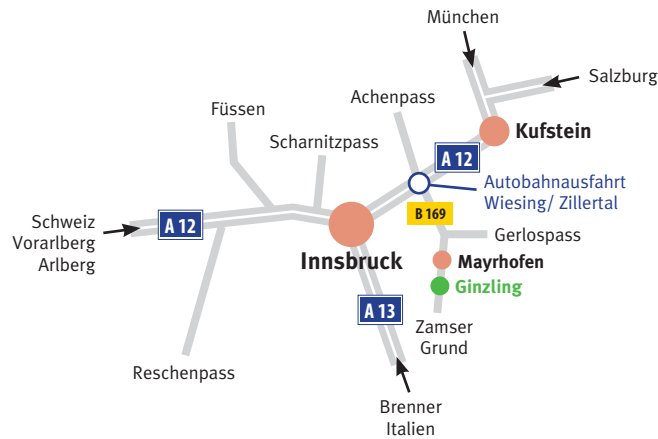 München
Salzburg
Achenpass
Füssen
Kufstein
Scharnitzpass
A 12
Autobahnausfahrt
Wiesing/ Zillertal
B 169
Schweiz
Vorarlberg
Arlberg
A 12
Gerlospass
Innsbruck
Mayrhofen
Ginzling
A 13
Zamser
Grund
Reschenpass
Brenner
Italien